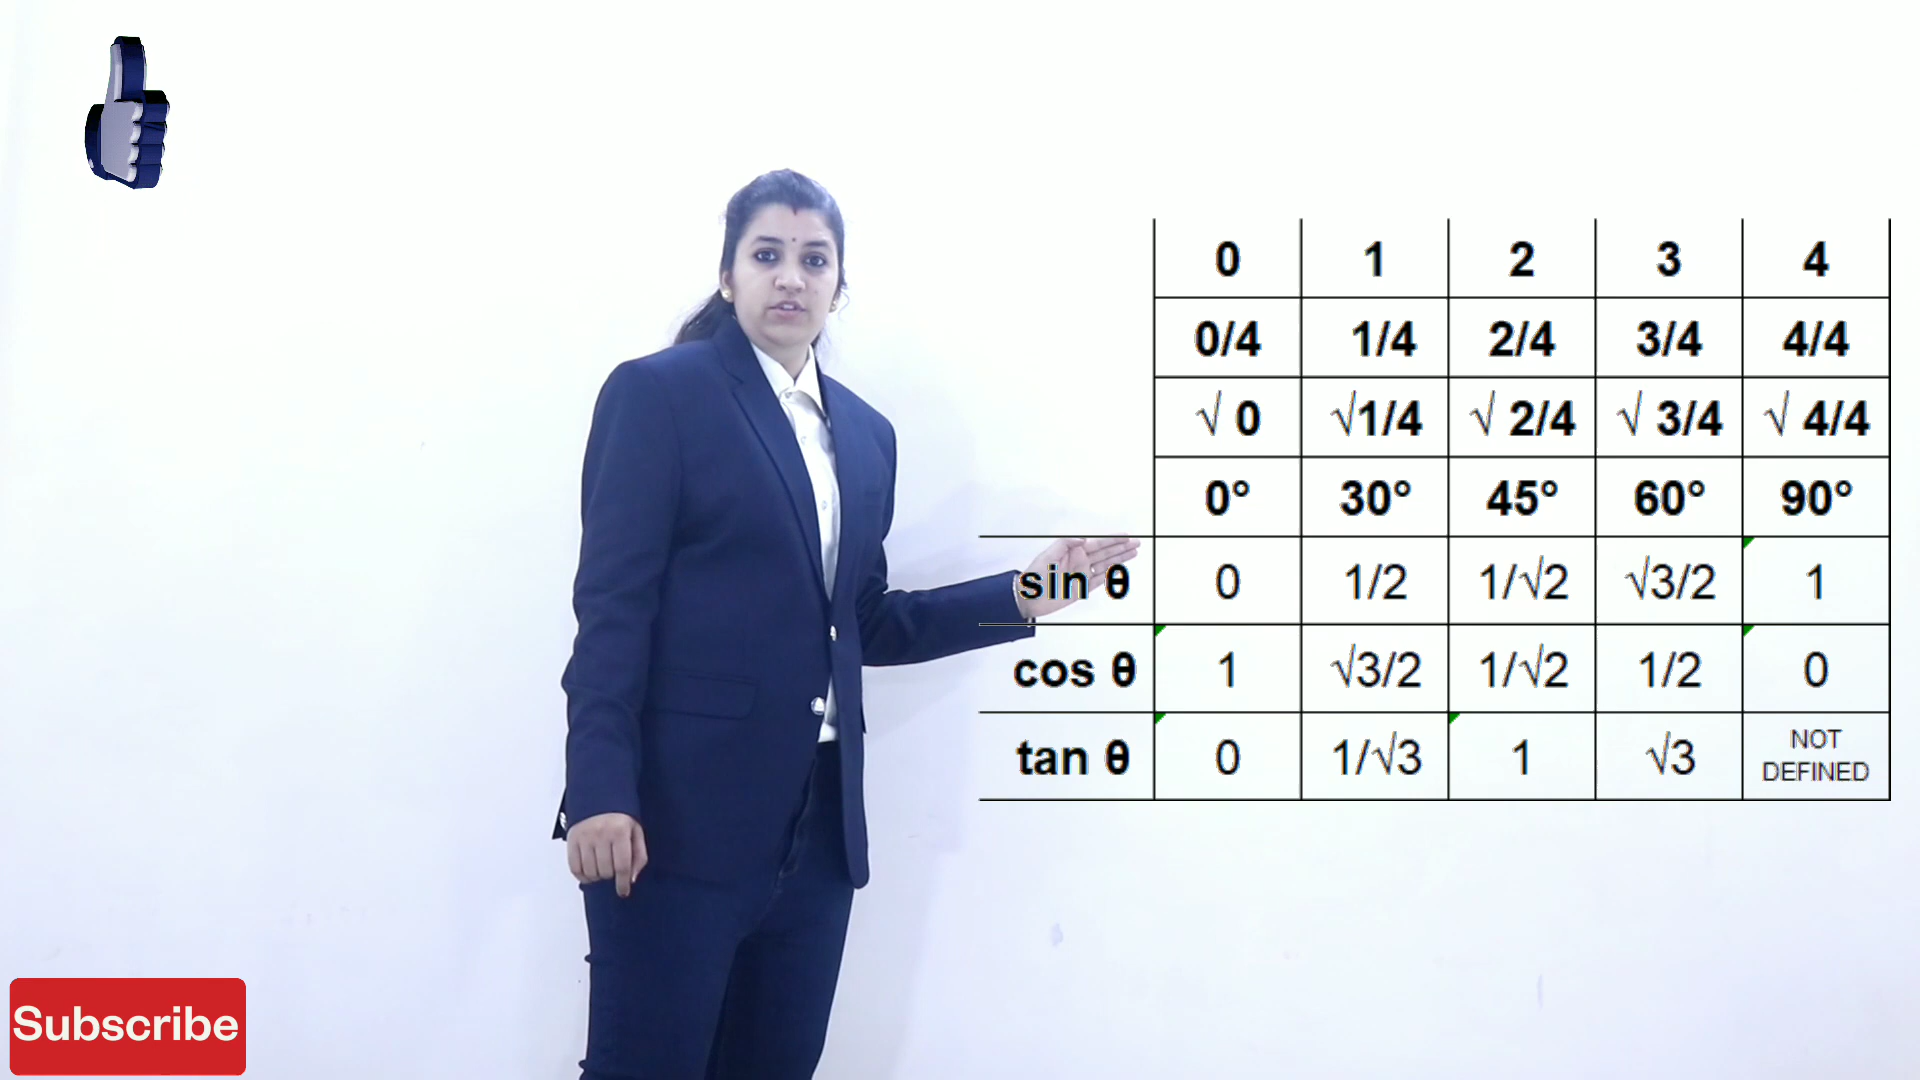 0 1 2 3 4
0/4 1/4 2/4 3/4 4/4
√ 0 √1/4 √ 2/4 √ 3/4 √ 4/4
0° 30° 45° 60° 90°
sin θ 0 1/2 1/√2 √3/2 1
cos θ 1 √3/2 1/√2 1/2 0
tan θ 0 1/√3 1 √3 NOT
DEFINED
Subscribe